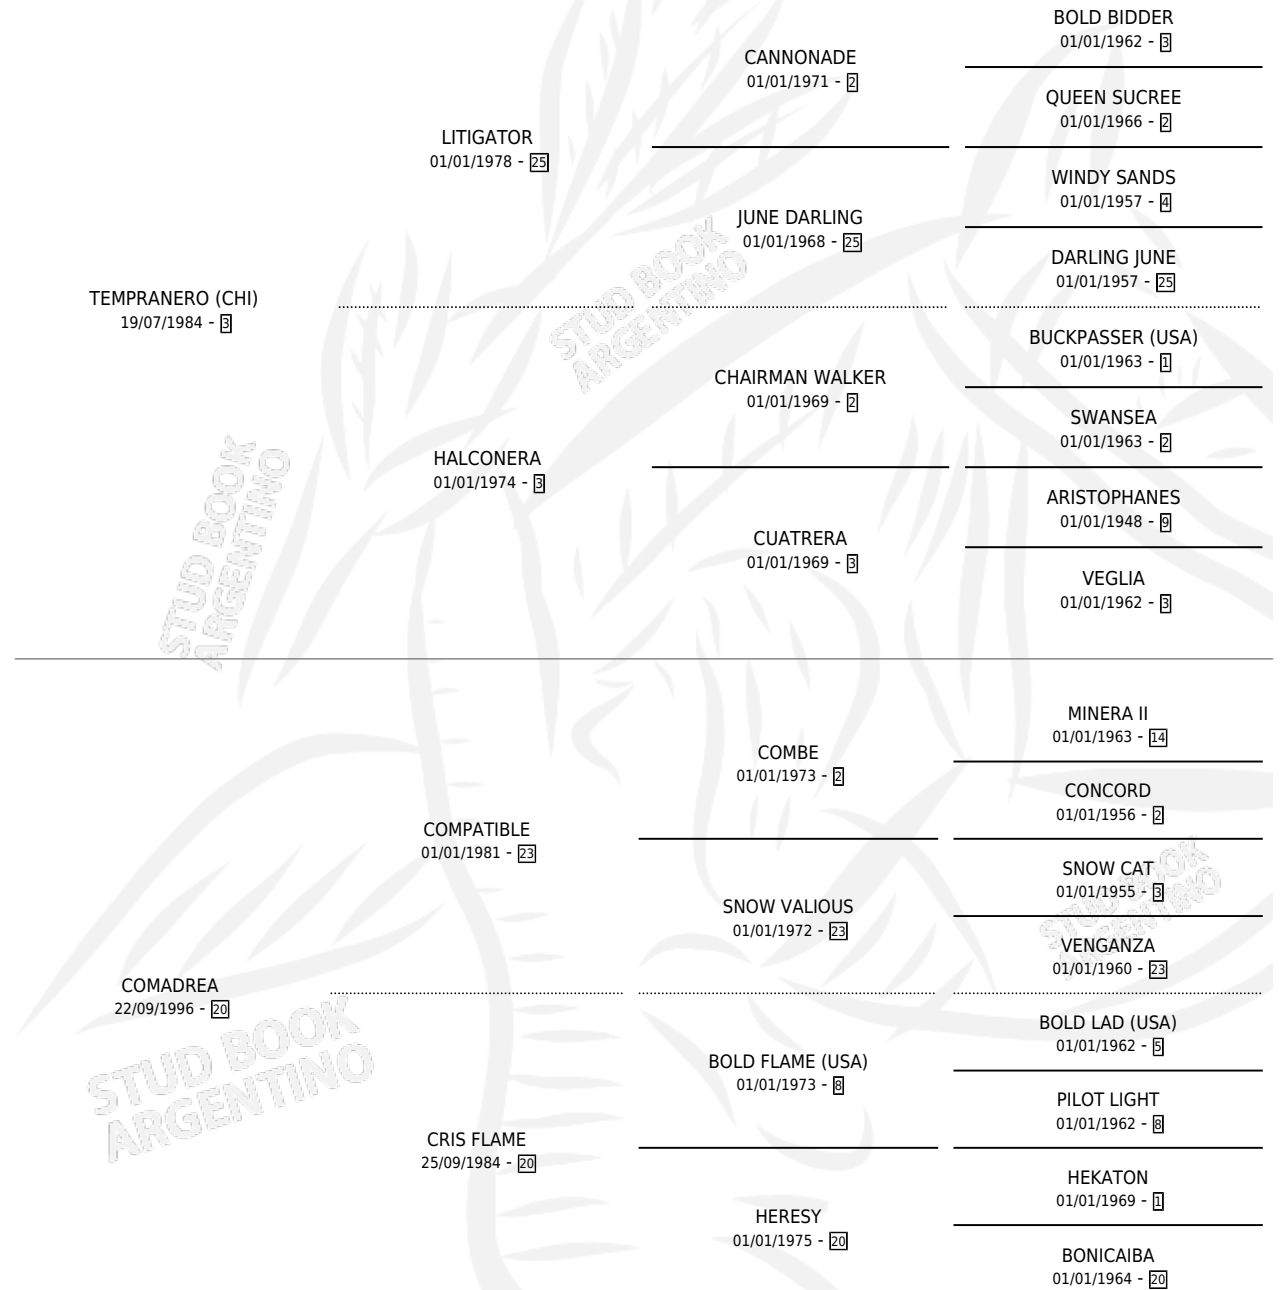 BOLD BIDDER
01/01/1962 - 3
CANNONADE
01/01/1971 - 2
QUEEN SUCREE
01/01/1966 - 2
LITIGATOR
01/01/1978 - 25
WINDY SANDS
01/01/1957 - 4
JUNE DARLING
01/01/1968 - 25
DARLING JUNE
01/01/1957 - 25
TEMPRANERO (CHI)
19/07/1984 - 3
STUD BOOK
ARGENTINO
BUCKPASSER (USA)
01/01/1963 - 1
CHAIRMAN WALKER
01/01/1969 - 2
SWANSEA
01/01/1963 - 2
HALCONERA
01/01/1974 - 3
ARISTOPHANES
01/01/1948 - 9
CUATRERA
01/01/1969 - 3
VEGLIA
01/01/1962 - 3
STUD BOOK
ARGENTINO
MINERA II
01/01/1963 - 14
COMBE
01/01/1973 - 2
CONCORD
01/01/1956 - 2
COMPATIBLE
01/01/1981 - 23
SNOW CAT
01/01/1955 - 3
SNOW VALIOUS
01/01/1972 - 23
STUD BOOK
ARGENTINO
VENGANZA
01/01/1960 - 23
COMADREA
22/09/1996 - 20
BOLD LAD (USA)
01/01/1962 - 5
BOLD FLAME (USA)
01/01/1973 - 8
STUD BOOK
ARGENTINO
PILOT LIGHT
01/01/1962 - 8
CRIS FLAME
25/09/1984 - 20
HEKATON
01/01/1969 - 1
HERESY
01/01/1975 - 20
BONICAIBA
01/01/1964 - 20